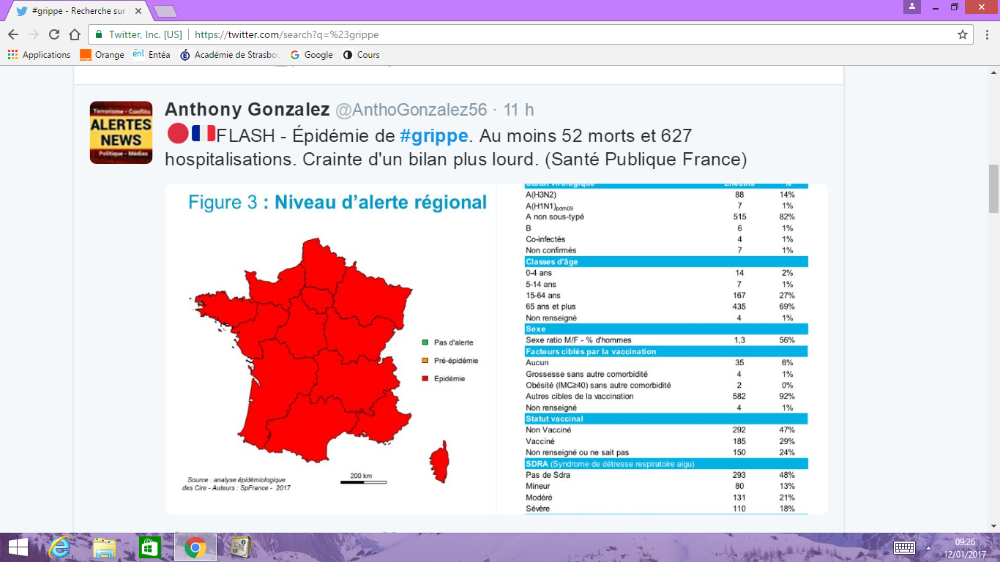 #grippe - Recherche sur
Twitter, Inc. [US] https://twitter.com/search?q=%23grippe
Applications Orange Entéa Académie de Strasbou Google Cours
Terrorisme - Conflits
ALERTES
NEWS
Politique - Médias
Anthony Gonzalez @AnthoGonzalez56 · 11 h
FLASH - Épidémie de #grippe. Au moins 52 morts et 627
hospitalisations. Crainte d'un bilan plus lourd. (Santé Publique France)
Figure 3 : Niveau d'alerte régional
Pas d'alerte
Pré-épidémie
Epidémie
200 km
Source : analyse épidémiologique
des Cire - Auteurs : SpFrance - 2017
Statut virologique Effectifs %
A(H3N2) 88 14%
A(H1N1)pdm09 7 1%
A non sous-typé 515 82%
B 6 1%
Co-infectés 4 1%
Non confirmés 7 1%
Classes d'âge
0-4 ans 14 2%
5-14 ans 7 1%
15-64 ans 167 27%
65 ans et plus 435 69%
Non renseigné 4 1%
Sexe
Sexe ratio M/F - % d'hommes 1,3 56%
Facteurs ciblés par la vaccination
Aucun 35 6%
Grossesse sans autre comorbidité 4 1%
Obésité (IMC≥40) sans autre comorbidité 2 0%
Autres cibles de la vaccination 582 92%
Non renseigné 4 1%
Statut vaccinal
Non Vacciné 292 47%
Vacciné 185 29%
Non renseigné ou ne sait pas 150 24%
SDRA (Syndrome de détresse respiratoire aigu)
Pas de Sdra 293 48%
Mineur 80 13%
Modéré 131 21%
Sévère 110 18%
09:26
12/01/2017